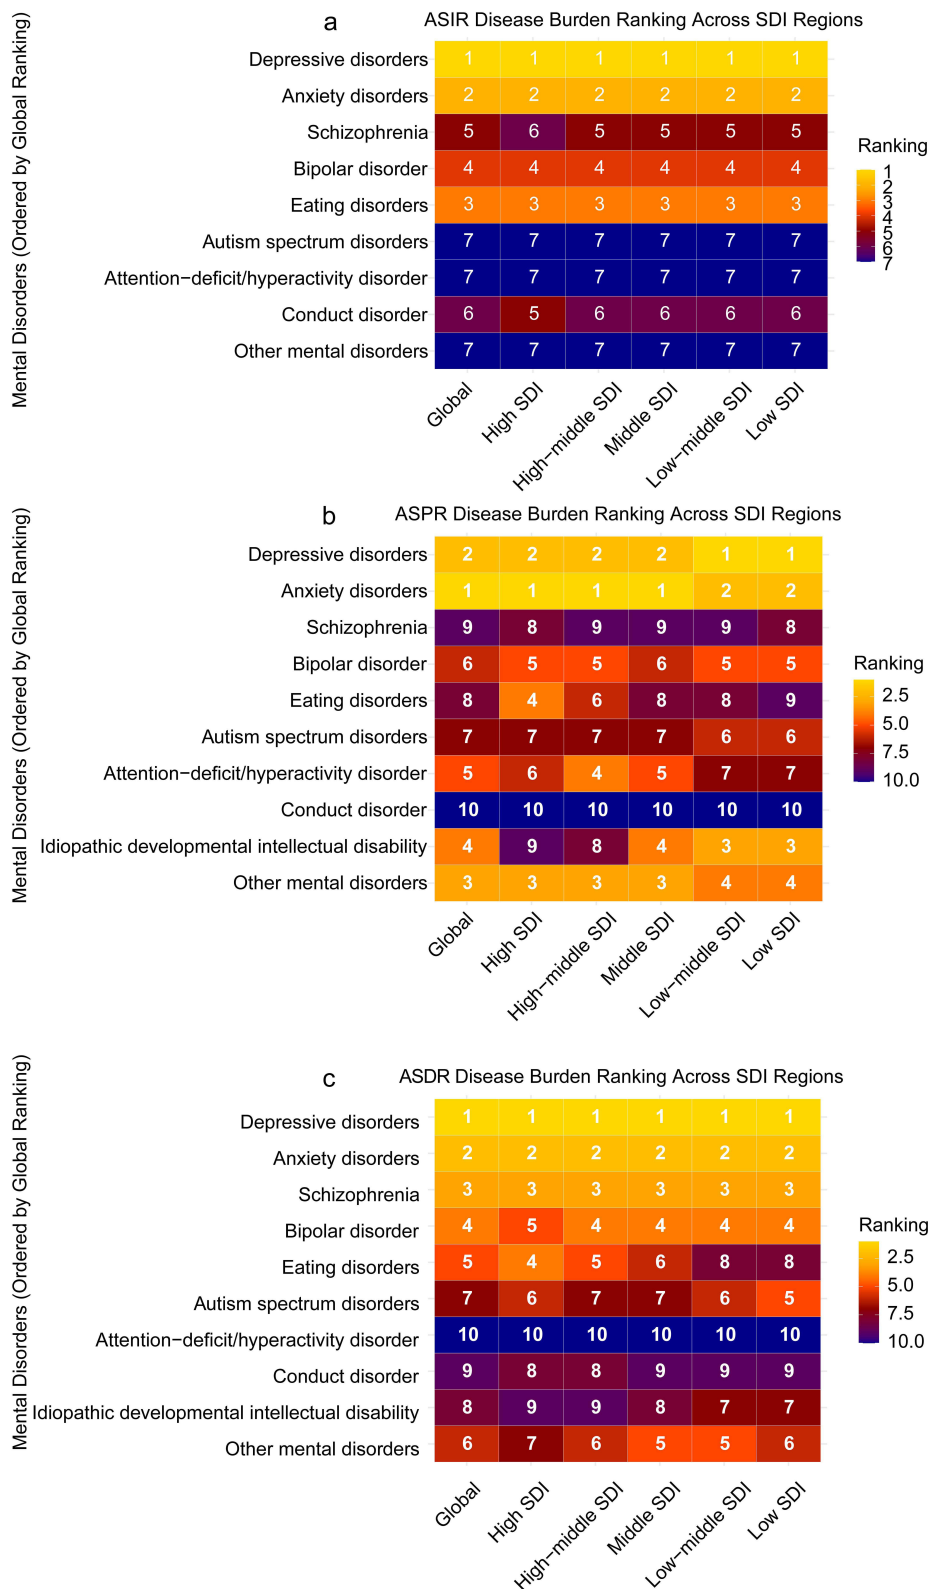 a ASIR Disease Burden Ranking Across SDI Regions
Mental Disorders (Ordered by Global Ranking)
Depressive disorders 1 1 1 1 1 1
Anxiety disorders 2 2 2 2 2 2
Schizophrenia 5 6 5 5 5 5
Bipolar disorder 4 4 4 4 4 4
Eating disorders 3 3 3 3 3 3
Autism spectrum disorders 7 7 7 7 7 7
Attention−deficit/hyperactivity disorder 7 7 7 7 7 7
Conduct disorder 6 5 6 6 6 6
Other mental disorders 7 7 7 7 7 7
Global High SDI High−middle SDI Middle SDI Low−middle SDI Low SDI
Ranking
1
2
3
4
5
6
7
b ASPR Disease Burden Ranking Across SDI Regions
Mental Disorders (Ordered by Global Ranking)
Depressive disorders 2 2 2 2 1 1
Anxiety disorders 1 1 1 1 2 2
Schizophrenia 9 8 9 9 9 8
Bipolar disorder 6 5 5 6 5 5
Eating disorders 8 4 6 8 8 9
Autism spectrum disorders 7 7 7 7 6 6
Attention−deficit/hyperactivity disorder 5 6 4 5 7 7
Conduct disorder 10 10 10 10 10 10
Idiopathic developmental intellectual disability 4 9 8 4 3 3
Other mental disorders 3 3 3 3 4 4
Global High SDI High−middle SDI Middle SDI Low−middle SDI Low SDI
Ranking
2.5
5.0
7.5
10.0
c ASDR Disease Burden Ranking Across SDI Regions
Mental Disorders (Ordered by Global Ranking)
Depressive disorders 1 1 1 1 1 1
Anxiety disorders 2 2 2 2 2 2
Schizophrenia 3 3 3 3 3 3
Bipolar disorder 4 5 4 4 4 4
Eating disorders 5 4 5 6 8 8
Autism spectrum disorders 7 6 7 7 6 5
Attention−deficit/hyperactivity disorder 10 10 10 10 10 10
Conduct disorder 9 8 8 9 9 9
Idiopathic developmental intellectual disability 8 9 9 8 7 7
Other mental disorders 6 7 6 5 5 6
Global High SDI High−middle SDI Middle SDI Low−middle SDI Low SDI
Ranking
2.5
5.0
7.5
10.0